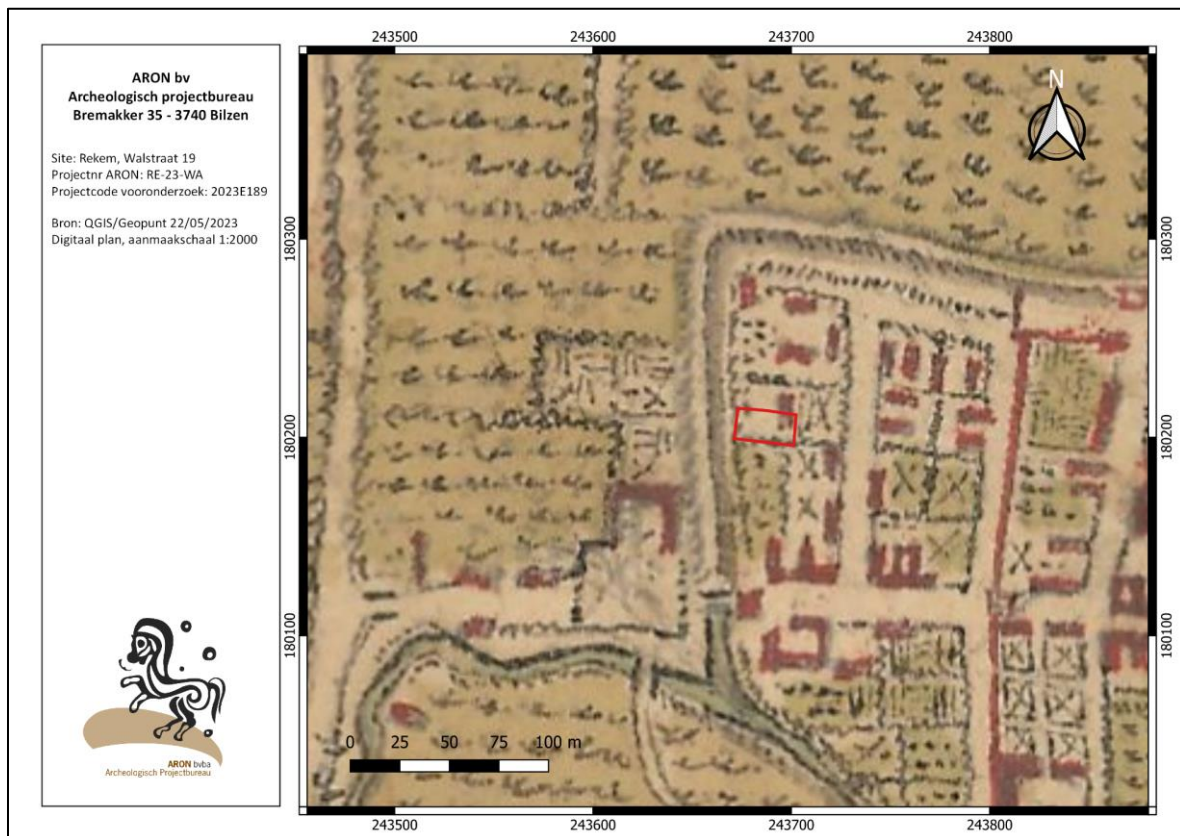 ARON bv
Archeologisch projectbureau
Bremakker 35 - 3740 Bilzen
Site: Rekem, Walstraat 19
Projectnr ARON: RE-23-WA
Projectcode vooronderzoek: 2023E189
Bron: QGIS/Geopunt 22/05/2023
Digitaal plan, aanmaakschaal 1:2000
ARON bvba
Archeologisch Projectbureau
243500 243600 243700 243800
N
180300 180300
180200 180200
180100 180100
0 25 50 75 100 m
243500 243600 243700 243800